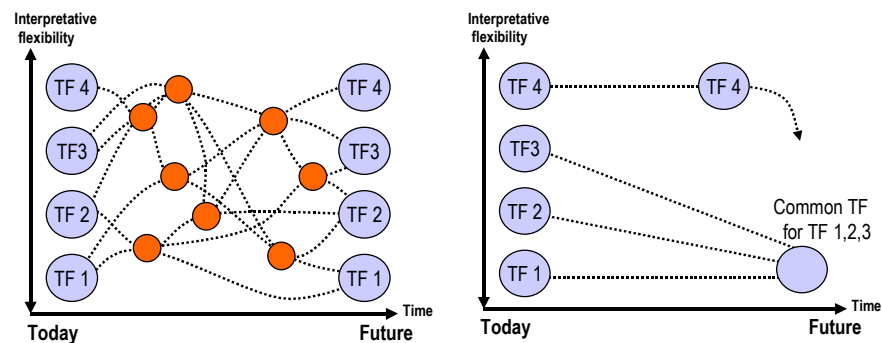 Interpretative
flexibility
TF 4
TF3
TF 2
TF 1
TF 4
TF3
TF 2
TF 1
Time
Today
Future
Interpretative
flexibility
TF 4
TF 4
TF3
TF 2
TF 1
Common TF
for TF 1,2,3
Time
Today
Future